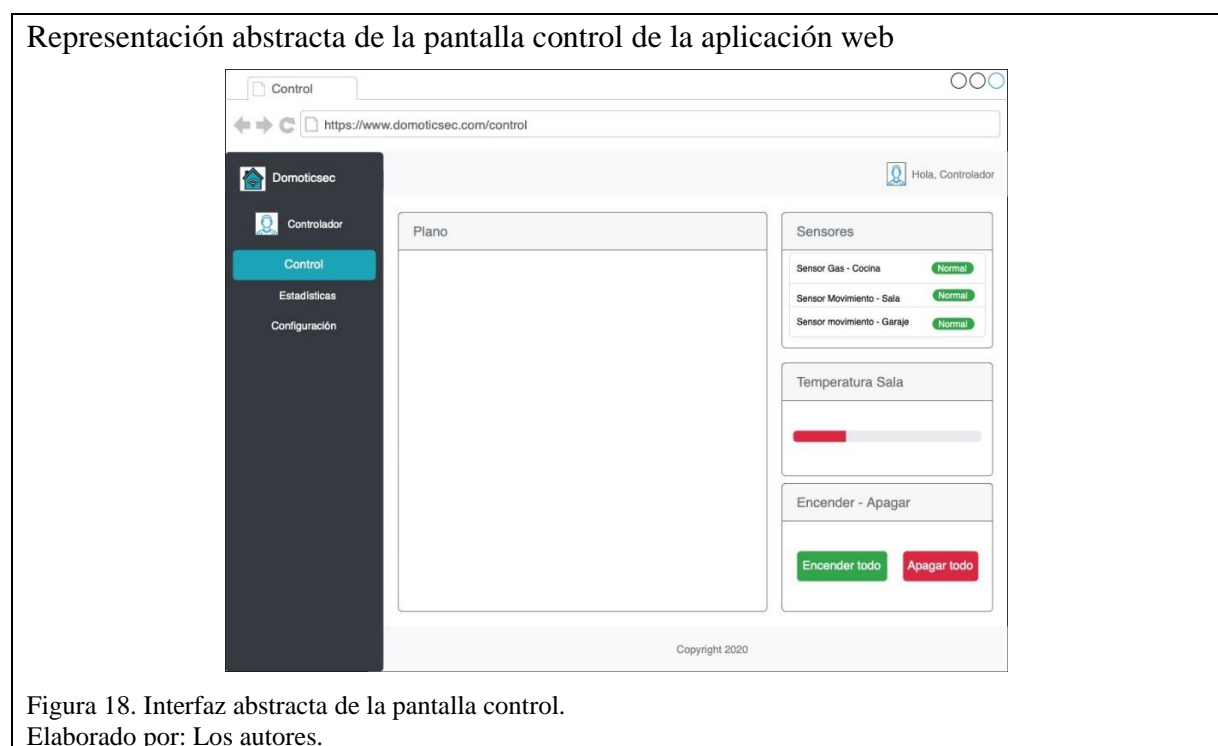 Representación abstracta de la pantalla control de la aplicación web
Control
https://www.domoticsec.com/control
Domoticsec
Hola, Controlador
Controlador
Control
Estadísticas
Configuración
Plano
Sensores
Sensor Gas - Cocina Normal
Sensor Movimiento - Sala Normal
Sensor movimiento - Garaje Normal
Temperatura Sala
Encender - Apagar
Encender todo Apagar todo
Copyright 2020
Figura 18. Interfaz abstracta de la pantalla control.
Elaborado por: Los autores.